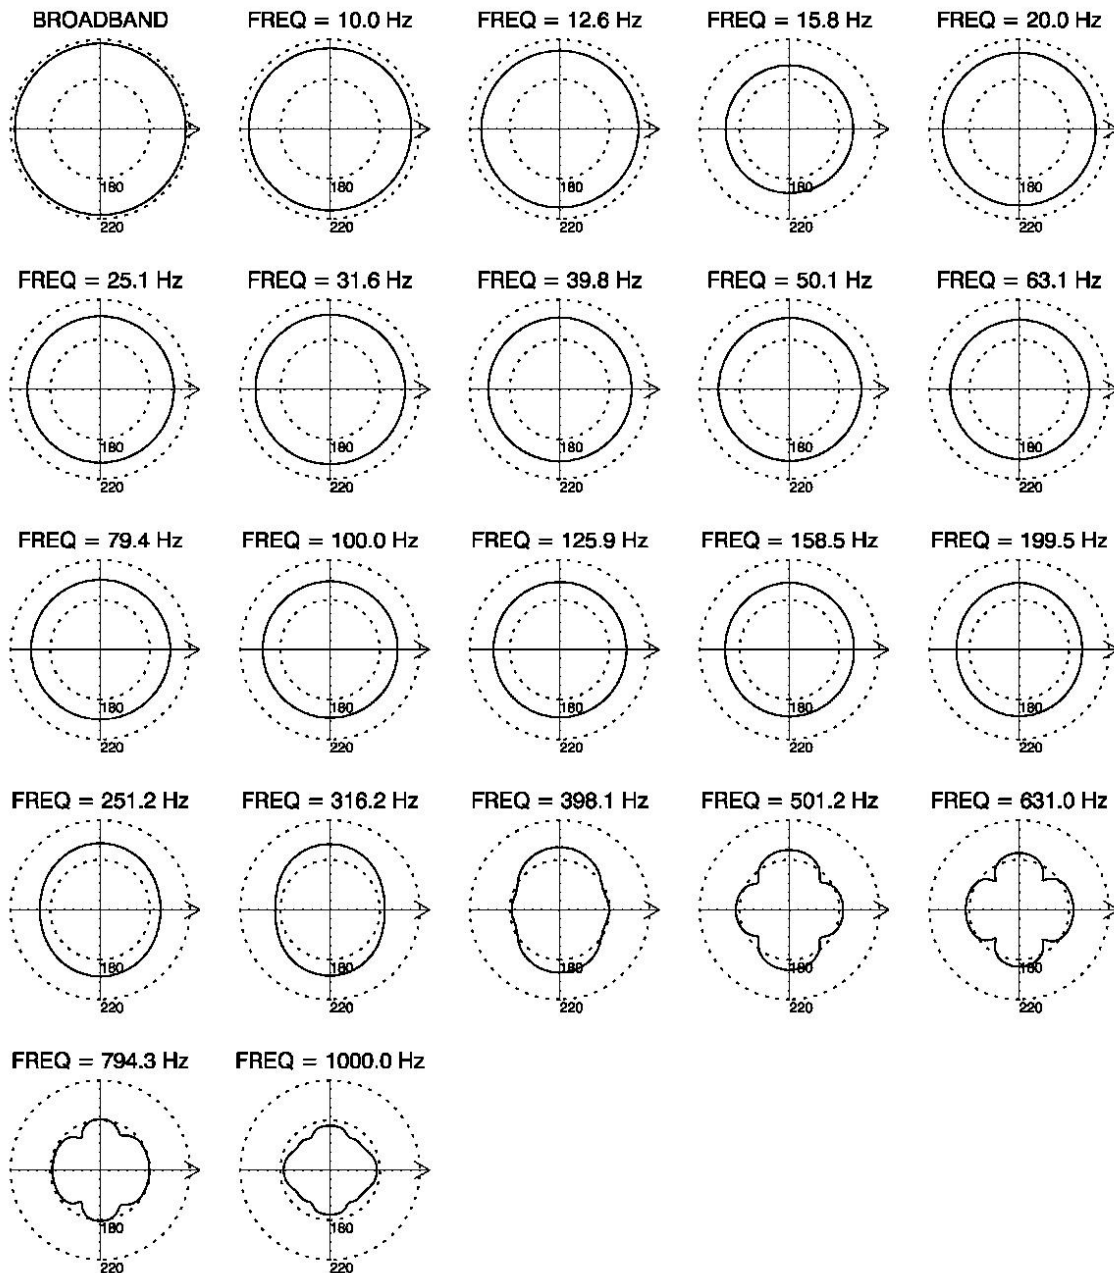 BROADBAND FREQ = 10.0 Hz FREQ = 12.6 Hz FREQ = 15.8 Hz FREQ = 20.0 Hz
180 180 180 180 180
220 220 220 220 220
FREQ = 25.1 Hz FREQ = 31.6 Hz FREQ = 39.8 Hz FREQ = 50.1 Hz FREQ = 63.1 Hz
180 180 180 180 180
220 220 220 220 220
FREQ = 79.4 Hz FREQ = 100.0 Hz FREQ = 125.9 Hz FREQ = 158.5 Hz FREQ = 199.5 Hz
180 180 180 180 180
220 220 220 220 220
FREQ = 251.2 Hz FREQ = 316.2 Hz FREQ = 398.1 Hz FREQ = 501.2 Hz FREQ = 631.0 Hz
180 180 180 180 180
220 220 220 220 220
FREQ = 794.3 Hz FREQ = 1000.0 Hz
180 180
220 220